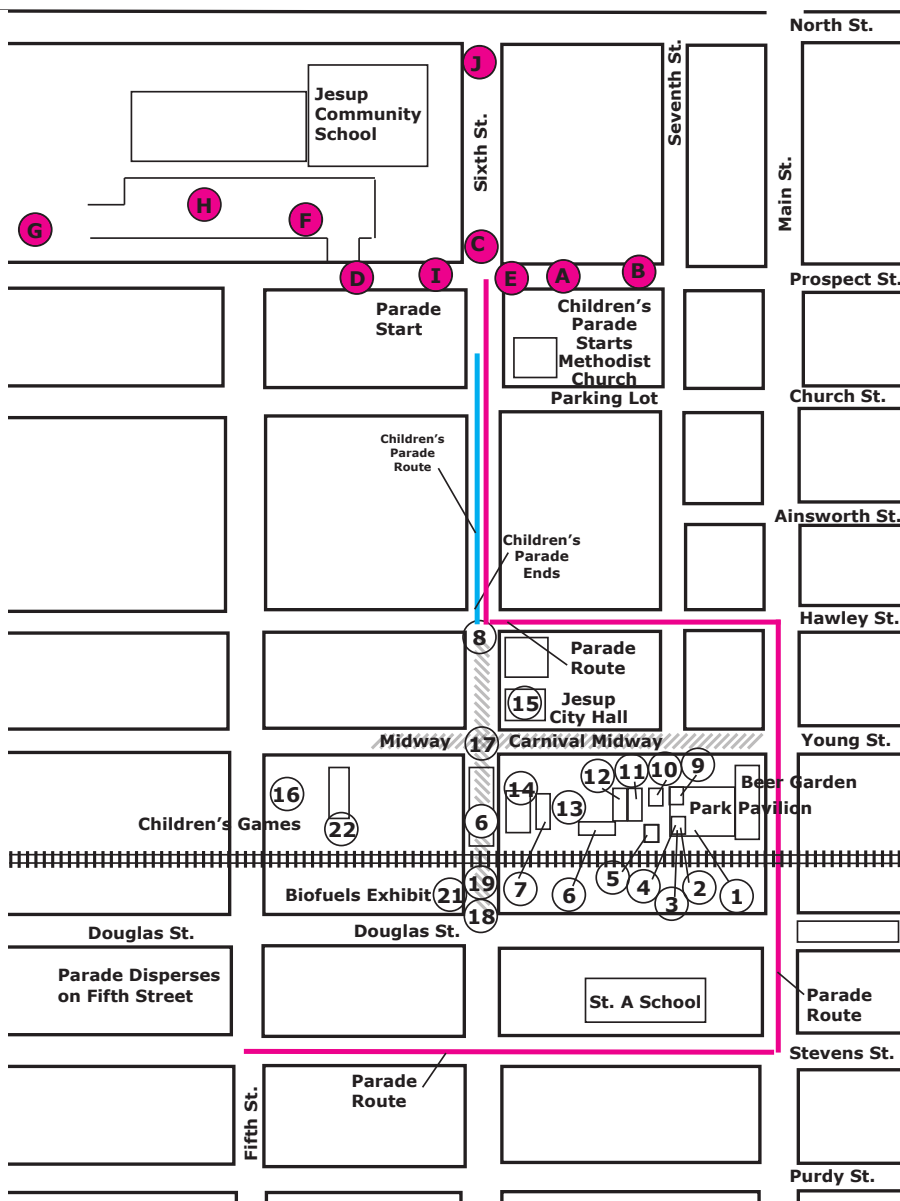 North St.
J
Seventh St.
Jesup
Community
School
Sixth St.
Main St.
H
F
G
C
D
I
E
A
B
Prospect St.
Parade
Start
Children's
Parade
Starts
Methodist
Church
Parking Lot
Church St.
Children's
Parade
Route
Ainsworth St.
Children's
Parade
Ends
Hawley St.
8
Parade
Route
15
Jesup
City Hall
Midway
17
Carnival Midway
Young St.
9
10
11
12
Beer Garden
16
14
13
Park Pavilion
Children's Games
22
6
19
7
6
5
4
3
2
1
Biofuels Exhibit
21
18
Douglas St.
Douglas St.
Parade Disperses
on Fifth Street
St. A School
Parade
Route
Stevens St.
Parade
Route
Fifth St.
Purdy St.